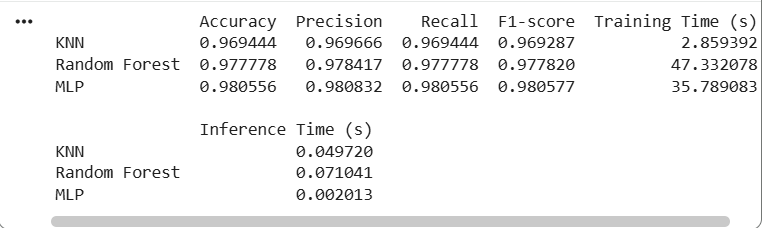 Accuracy Precision Recall F1-score Training Time (s)
KNN 0.969444 0.969666 0.969444 0.969287 2.859392
Random Forest 0.977778 0.978417 0.977778 0.977820 47.332078
MLP 0.980556 0.980832 0.980556 0.980577 35.789083
Inference Time (s)
KNN 0.049720
Random Forest 0.071041
MLP 0.002013